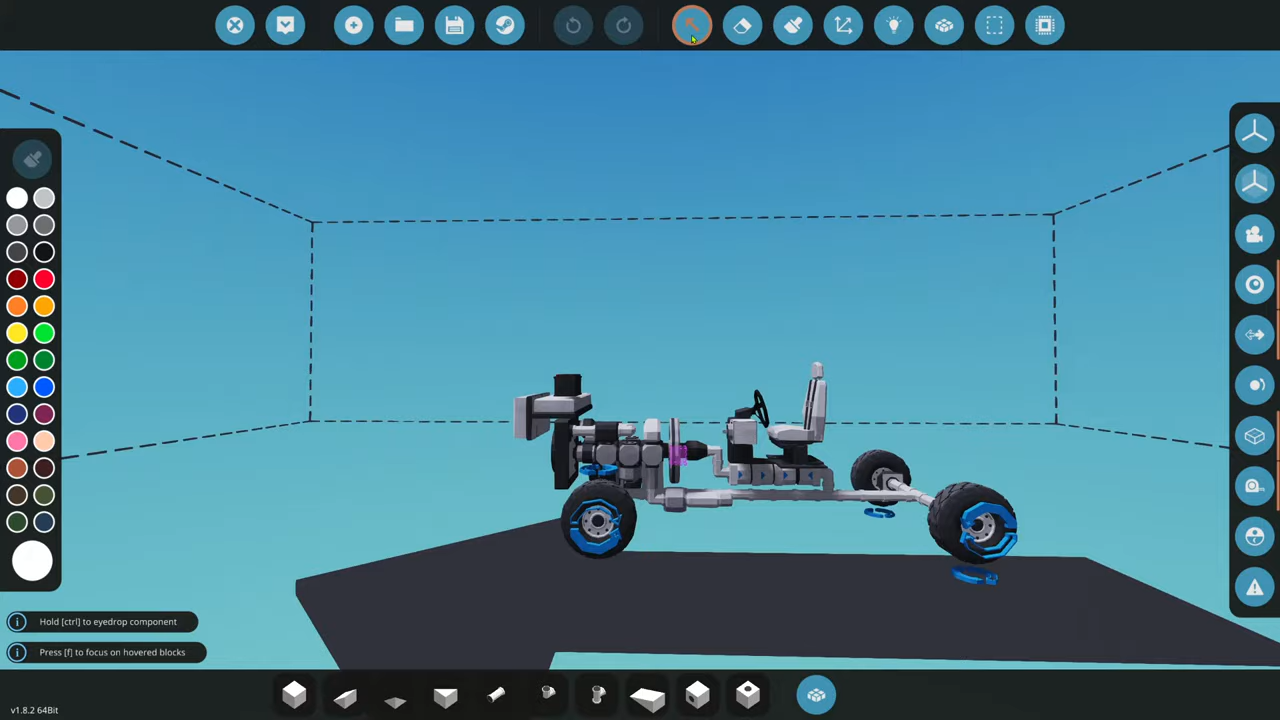 Hold [ctrl] to eyedrop component
Press [f] to focus on hovered blocks
v1.8.2 64Bit